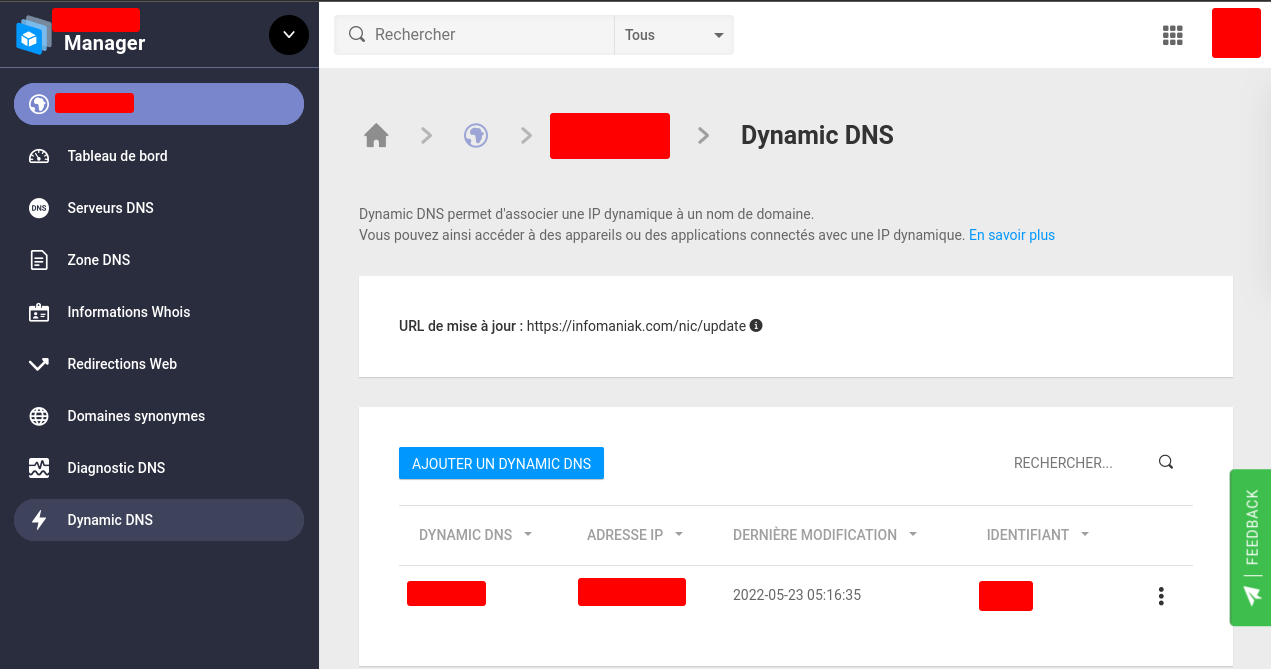 Manager
Rechercher
Tous
Tableau de bord
Serveurs DNS
DNS
Zone DNS
Informations Whois
Redirections Web
Domaines synonymes
Diagnostic DNS
Dynamic DNS
Dynamic DNS
Dynamic DNS permet d'associer une IP dynamique à un nom de domaine.
Vous pouvez ainsi accéder à des appareils ou des applications connectés avec une IP dynamique. En savoir plus
URL de mise à jour : https://infomaniak.com/nic/update
AJOUTER UN DYNAMIC DNS
RECHERCHER...
DYNAMIC DNS ADRESSE IP DERNIÈRE MODIFICATION IDENTIFIANT
2022-05-23 05:16:35
FEEDBACK